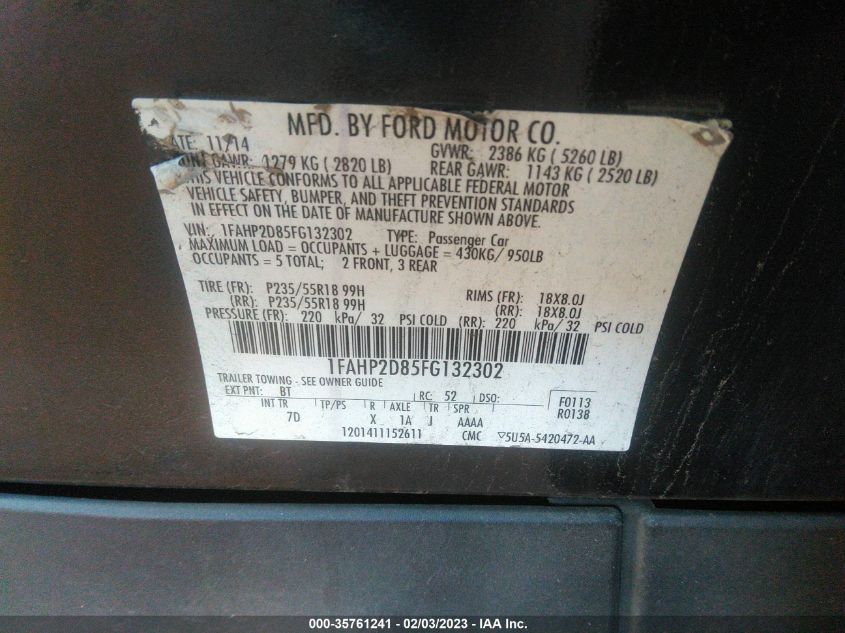 MFD. BY FORD MOTOR CO.
ATE: 11/14 GVWR: 2386 KG ( 5260 LB)
GAWR: 1279 KG ( 2820 LB) REAR GAWR: 1143 KG ( 2520 LB)
THIS VEHICLE CONFORMS TO ALL APPLICABLE FEDERAL MOTOR
VEHICLE SAFETY, BUMPER, AND THEFT PREVENTION STANDARDS
IN EFFECT ON THE DATE OF MANUFACTURE SHOWN ABOVE.
VIN: 1FAHP2D85FG132302 TYPE: Passenger Car
MAXIMUM LOAD = OCCUPANTS + LUGGAGE = 430KG/ 950LB
OCCUPANTS = 5 TOTAL; 2 FRONT, 3 REAR
TIRE (FR): P235/55R18 99H RIMS (FR): 18X8.0J
(RR): P235/55R18 99H (RR): 18X8.0J
PRESSURE (FR): 220 kPa/ 32 PSI COLD (RR): 220 kPa/ 32 PSI COLD
1FAHP2D85FG132302
TRAILER TOWING - SEE OWNER GUIDE
EXT PNT: BT RC: 52 DSO: F0113
R0138
INT TR TP/PS R AXLE TR SPR
7D X 1A J AAAA
1201411152611 CMC ▽5U5A-5420472-AA
000-35761241 - 02/03/2023 - IAA Inc.